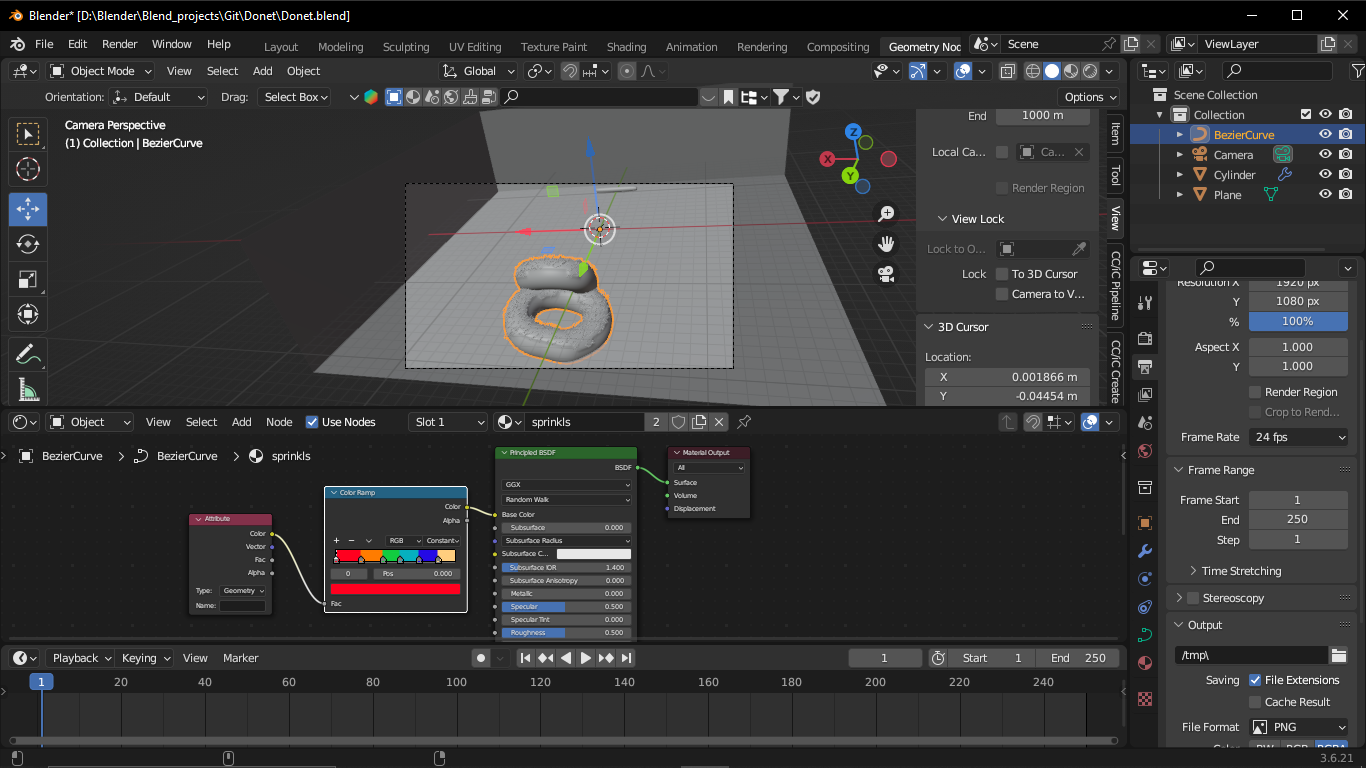 Blender* [D:\Blender\Blend_projects\Git\Donet\Donet.blend]
File Edit Render Window Help Layout Modeling Sculpting UV Editing Texture Paint Shading Animation Rendering Compositing Geometry Noc Scene ViewLayer
Object Mode View Select Add Object Global
Orientation: Default Drag: Select Box Options
Camera Perspective
(1) Collection | BezierCurve
Z
X
Y
End 1000 m
Local Ca... Ca...
Render Region
View Lock
Lock to O...
Lock To 3D Cursor
Camera to V...
3D Cursor
Location:
X 0.001866 m
Y -0.04454 m
Item
Tool
View
CC/iC Pipeline
CC/iC Create
Scene Collection
Collection
BezierCurve
Camera
Cylinder
Plane
Resolution X 1920 px
Y 1080 px
% 100%
Aspect X 1.000
Y 1.000
Render Region
Crop to Rend...
Frame Rate 24 fps
Frame Range
Frame Start 1
End 250
Step 1
Time Stretching
Stereoscopy
Output
/tmp\
Saving File Extensions
Cache Result
File Format PNG
Color BW RGB RGBA
Object View Select Add Node Use Nodes Slot 1 sprinkls 2
BezierCurve BezierCurve sprinkls
Attribute
Color
Vector
Fac
Alpha
Type: Geometry
Name:
Color Ramp
Color
Alpha
RGB Constant
0 Pos 0.000
Fac
Principled BSDF
BSDF
GGX
Random Walk
Base Color
Subsurface 0.000
Subsurface Radius
Subsurface C...
Subsurface IOR 1.400
Subsurface Anisotropy 0.000
Metallic 0.000
Specular 0.500
Specular Tint 0.000
Roughness 0.500
Material Output
All
Surface
Volume
Displacement
Playback Keying View Marker 1 Start 1 End 250
1 20 40 60 80 100 120 140 160 180 200 220 240
3.6.21